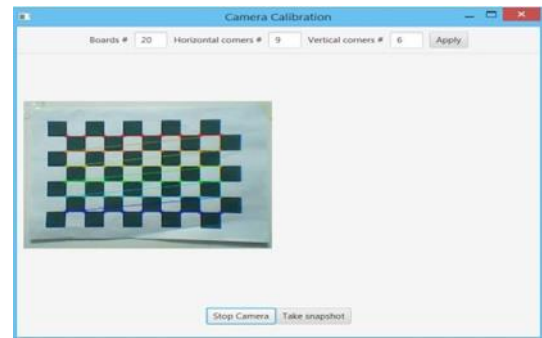 Camera Calibration
Boards # 20 Horizontal corners # 9 Vertical corners # 6 Apply
Stop Camera Take snapshot